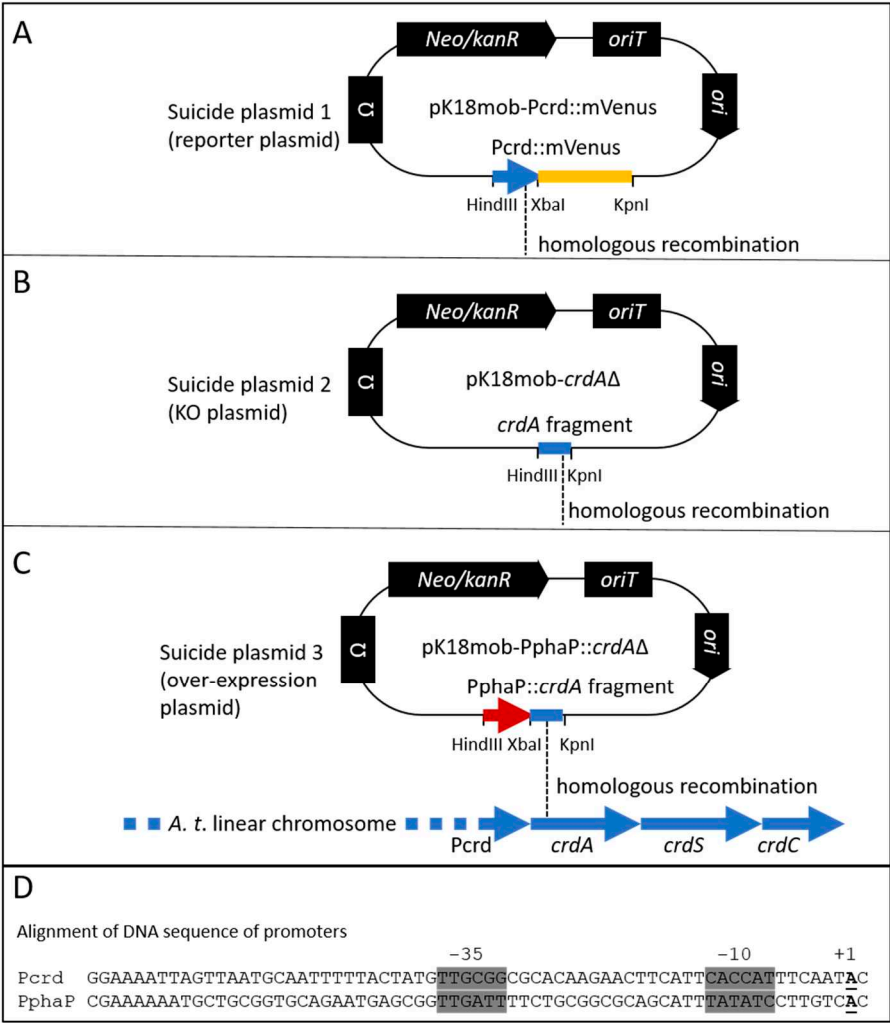 A
Neo/kanR
oriT
Suicide plasmid 1
(reporter plasmid)
Ω
pK18mob-Pcrd::mVenus
ori
Pcrd::mVenus
HindIII XbaI KpnI
homologous recombination
B
Neo/kanR
oriT
Suicide plasmid 2
(KO plasmid)
Ω
pK18mob-crdAΔ
ori
crdA fragment
HindIII KpnI
homologous recombination
C
Neo/kanR
oriT
Suicide plasmid 3
(over-expression
plasmid)
Ω
pK18mob-PphaP::crdAΔ
ori
PphaP::crdA fragment
HindIII XbaI KpnI
homologous recombination
A. t. linear chromosome
Pcrd crdA crdS crdC
D
Alignment of DNA sequence of promoters
−35 −10 +1
Pcrd GGAAAATTAGTTAATGCAATTTTTACTATGTTGCGGCGCACAAGAACTTCATTCACCATTTCAATAC
PphaP CGAAAAAATGCTGCGGTGCAGAATGAGCGGTTGATTTTCTGCGGCGCAGCATTTATATCCTTGTCAC